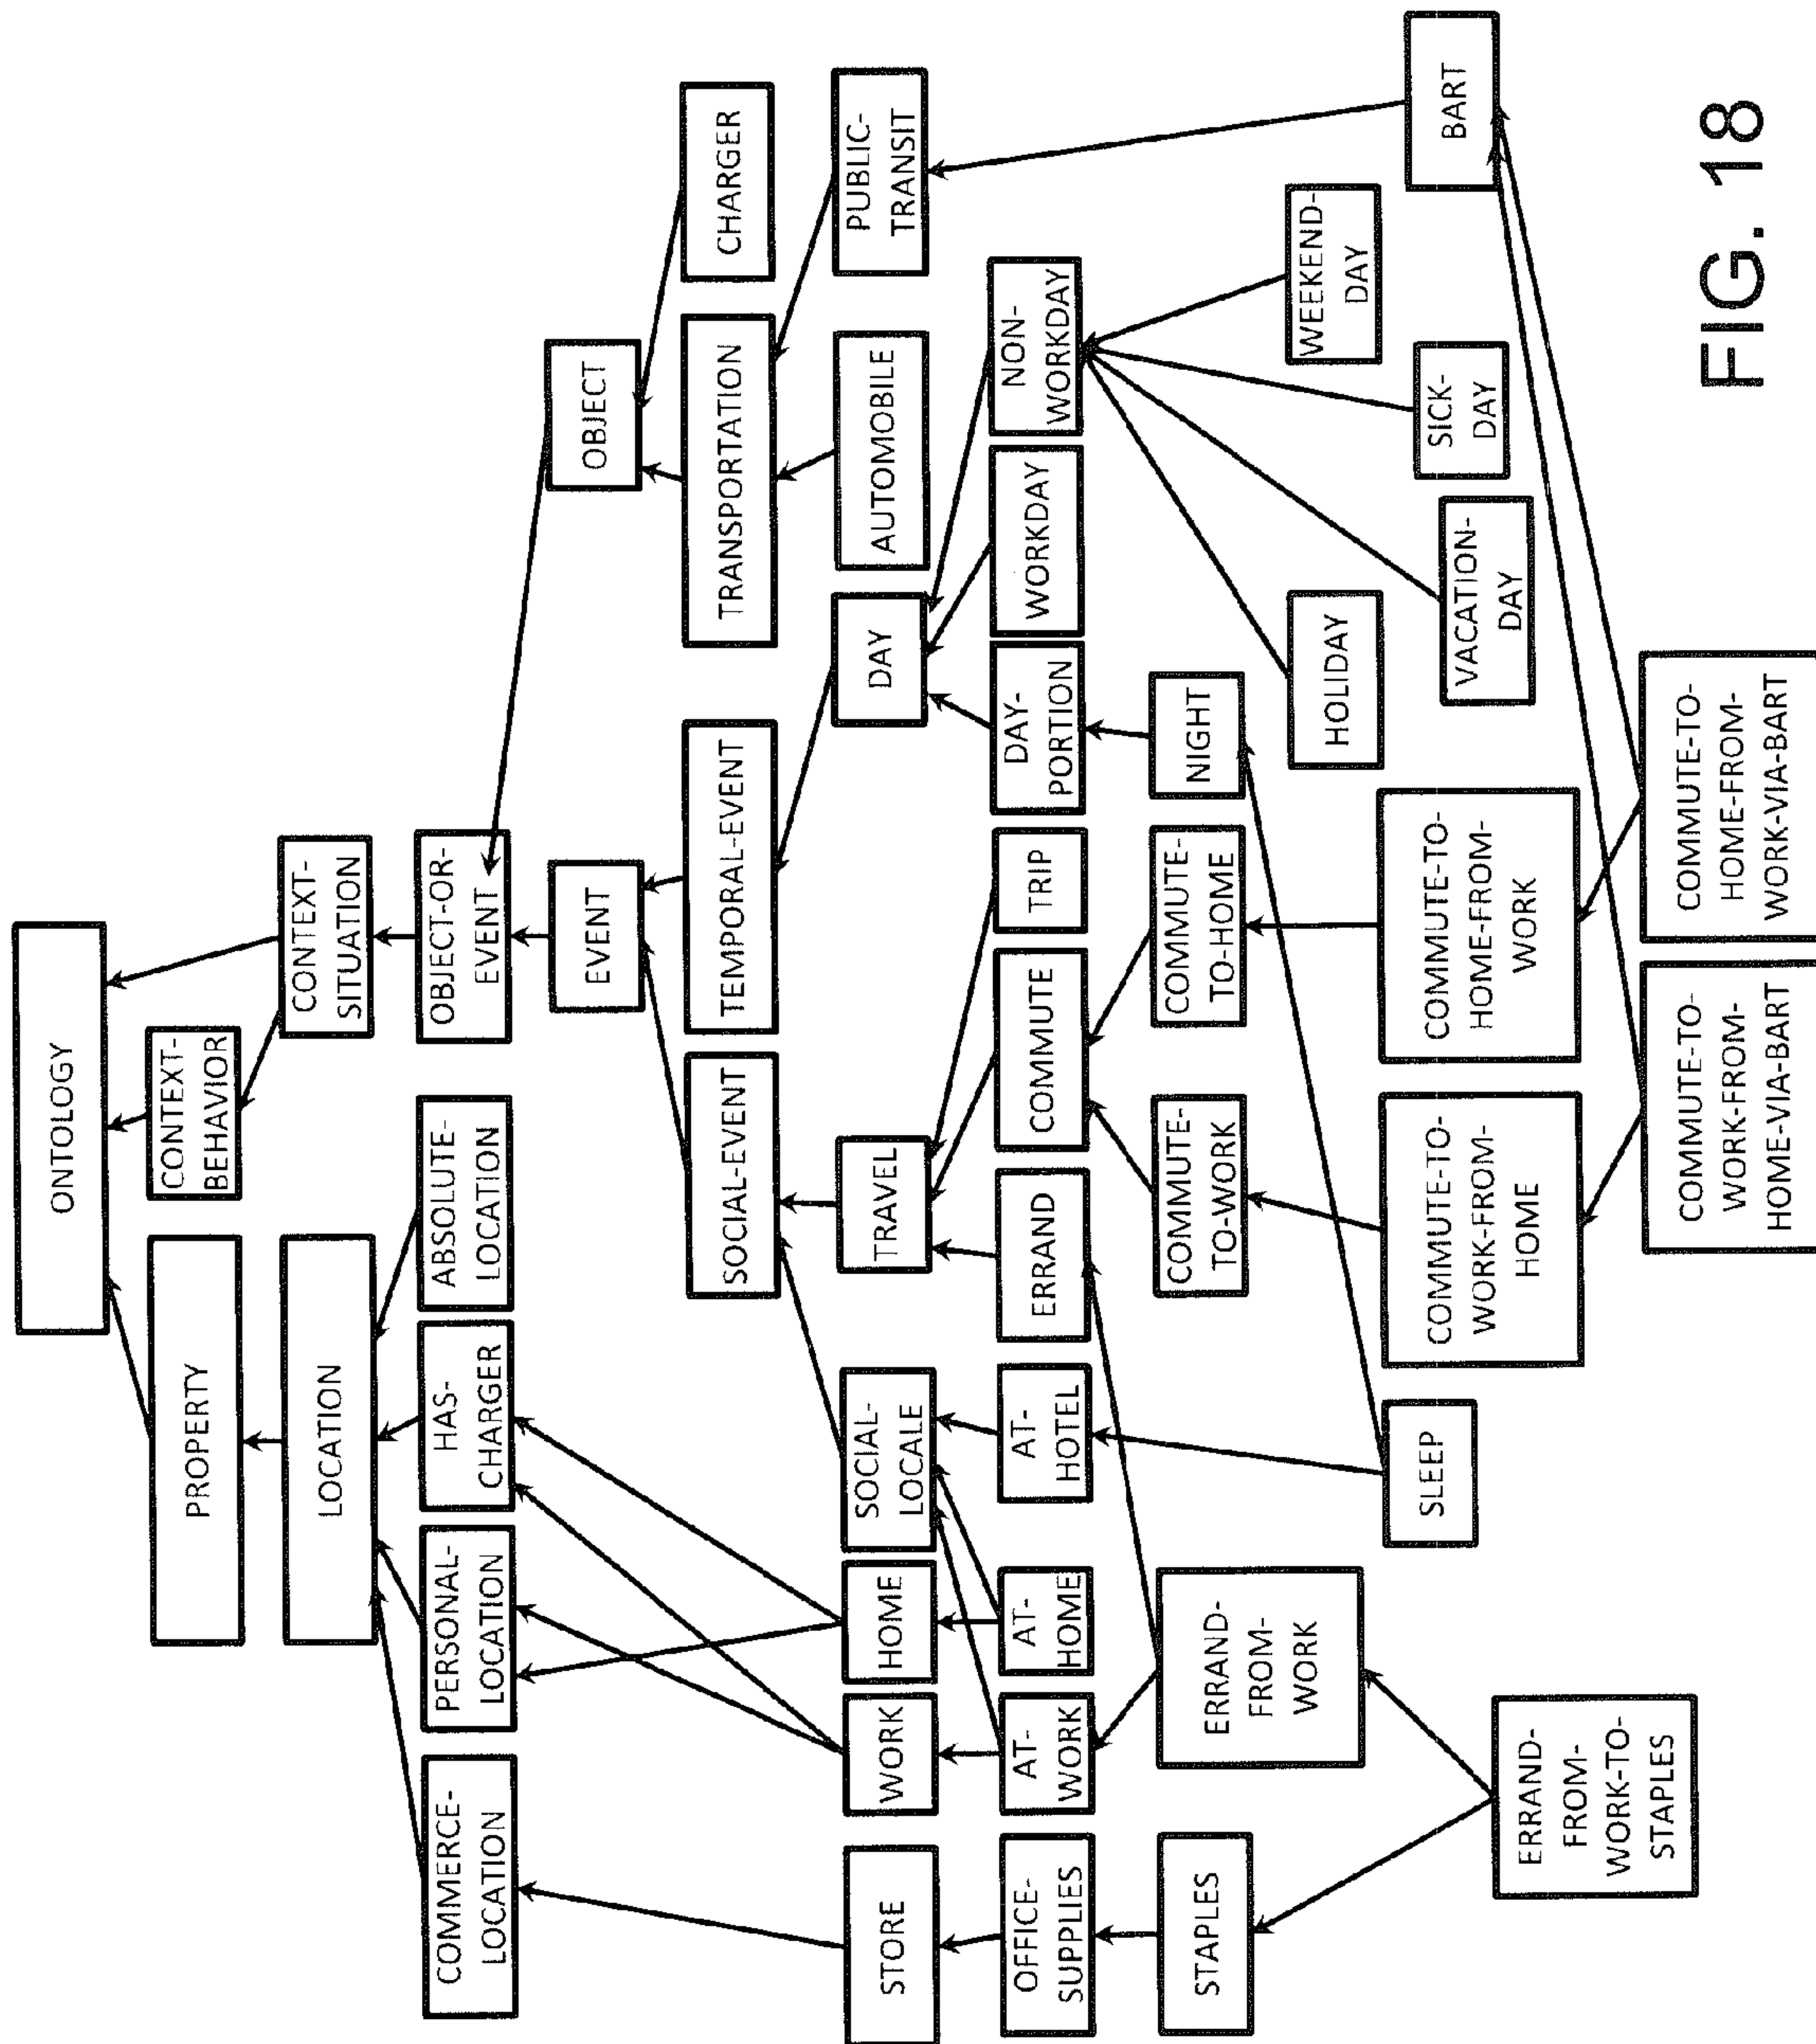 ONTOLOGY
PROPERTY
CONTEXT-
BEHAVIOR
LOCATION
CONTEXT-
SITUATION
COMMERCE-
LOCATION
PERSONAL-
LOCATION
HAS-
CHARGER
ABSOLUTE-
LOCATION
OBJECT-OR-
EVENT
EVENT
OBJECT
SOCIAL-EVENT
TEMPORAL-EVENT
TRANSPORTATION
CHARGER
STORE
WORK
HOME
SOCIAL-
LOCALE
TRAVEL
DAY
AUTOMOBILE
PUBLIC-
TRANSIT
OFFICE-
SUPPLIES
AT-
WORK
AT-
HOME
AT-
HOTEL
ERRAND
COMMUTE
TRIP
DAY-
PORTION
WORKDAY
NON-
WORKDAY
STAPLES
ERRAND-
FROM-
WORK
COMMUTE-
TO-WORK
COMMUTE-
TO-HOME
NIGHT
HOLIDAY
WEEKEND-
DAY
SLEEP
COMMUTE-TO-
WORK-FROM-
HOME
COMMUTE-TO-
HOME-FROM-
WORK
VACATION-
DAY
SICK-
DAY
BART
ERRAND-
FROM-
WORK-TO-
STAPLES
COMMUTE-TO-
WORK-FROM-
HOME-VIA-BART
COMMUTE-TO-
HOME-FROM-
WORK-VIA-BART
FIG. 18